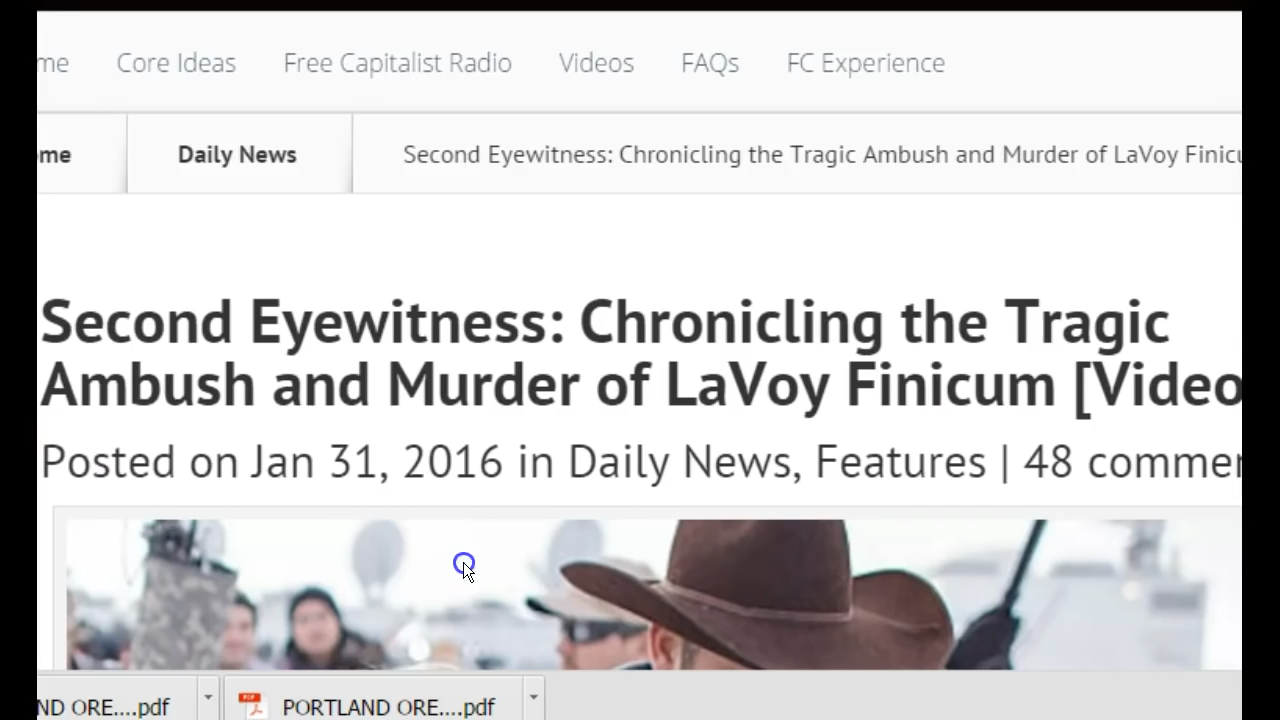 me Core Ideas Free Capitalist Radio Videos FAQs FC Experience
ome Daily News Second Eyewitness: Chronicling the Tragic Ambush and Murder of LaVoy Finicu
Second Eyewitness: Chronicling the Tragic
Ambush and Murder of LaVoy Finicum [Video
Posted on Jan 31, 2016 in Daily News, Features | 48 commen
ND ORE....pdf PORTLAND ORE....pdf